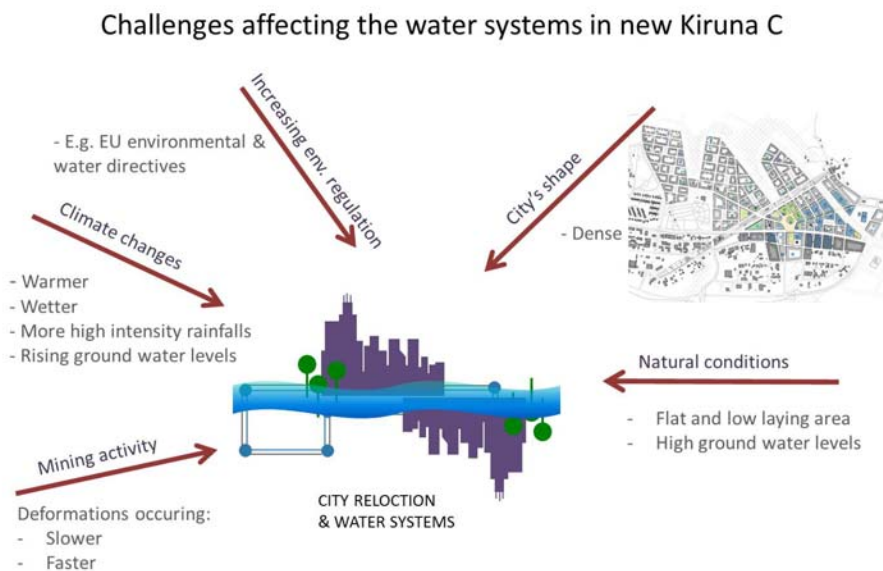 Challenges affecting the water systems in new Kiruna C
Increasing env. regulation
- E.g. EU environmental &
water directives
City's shape
- Dense
Climate changes
- Warmer
- Wetter
- More high intensity rainfalls
- Rising ground water levels
Natural conditions
- Flat and low laying area
- High ground water levels
Mining activity
Deformations occuring:
- Slower
- Faster
CITY RELOCTION
& WATER SYSTEMS